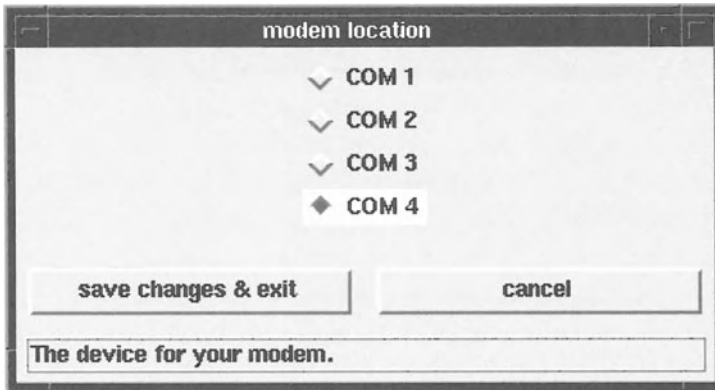 modem location
COM 1
COM 2
COM 3
COM 4
save changes & exit cancel
The device for your modem.